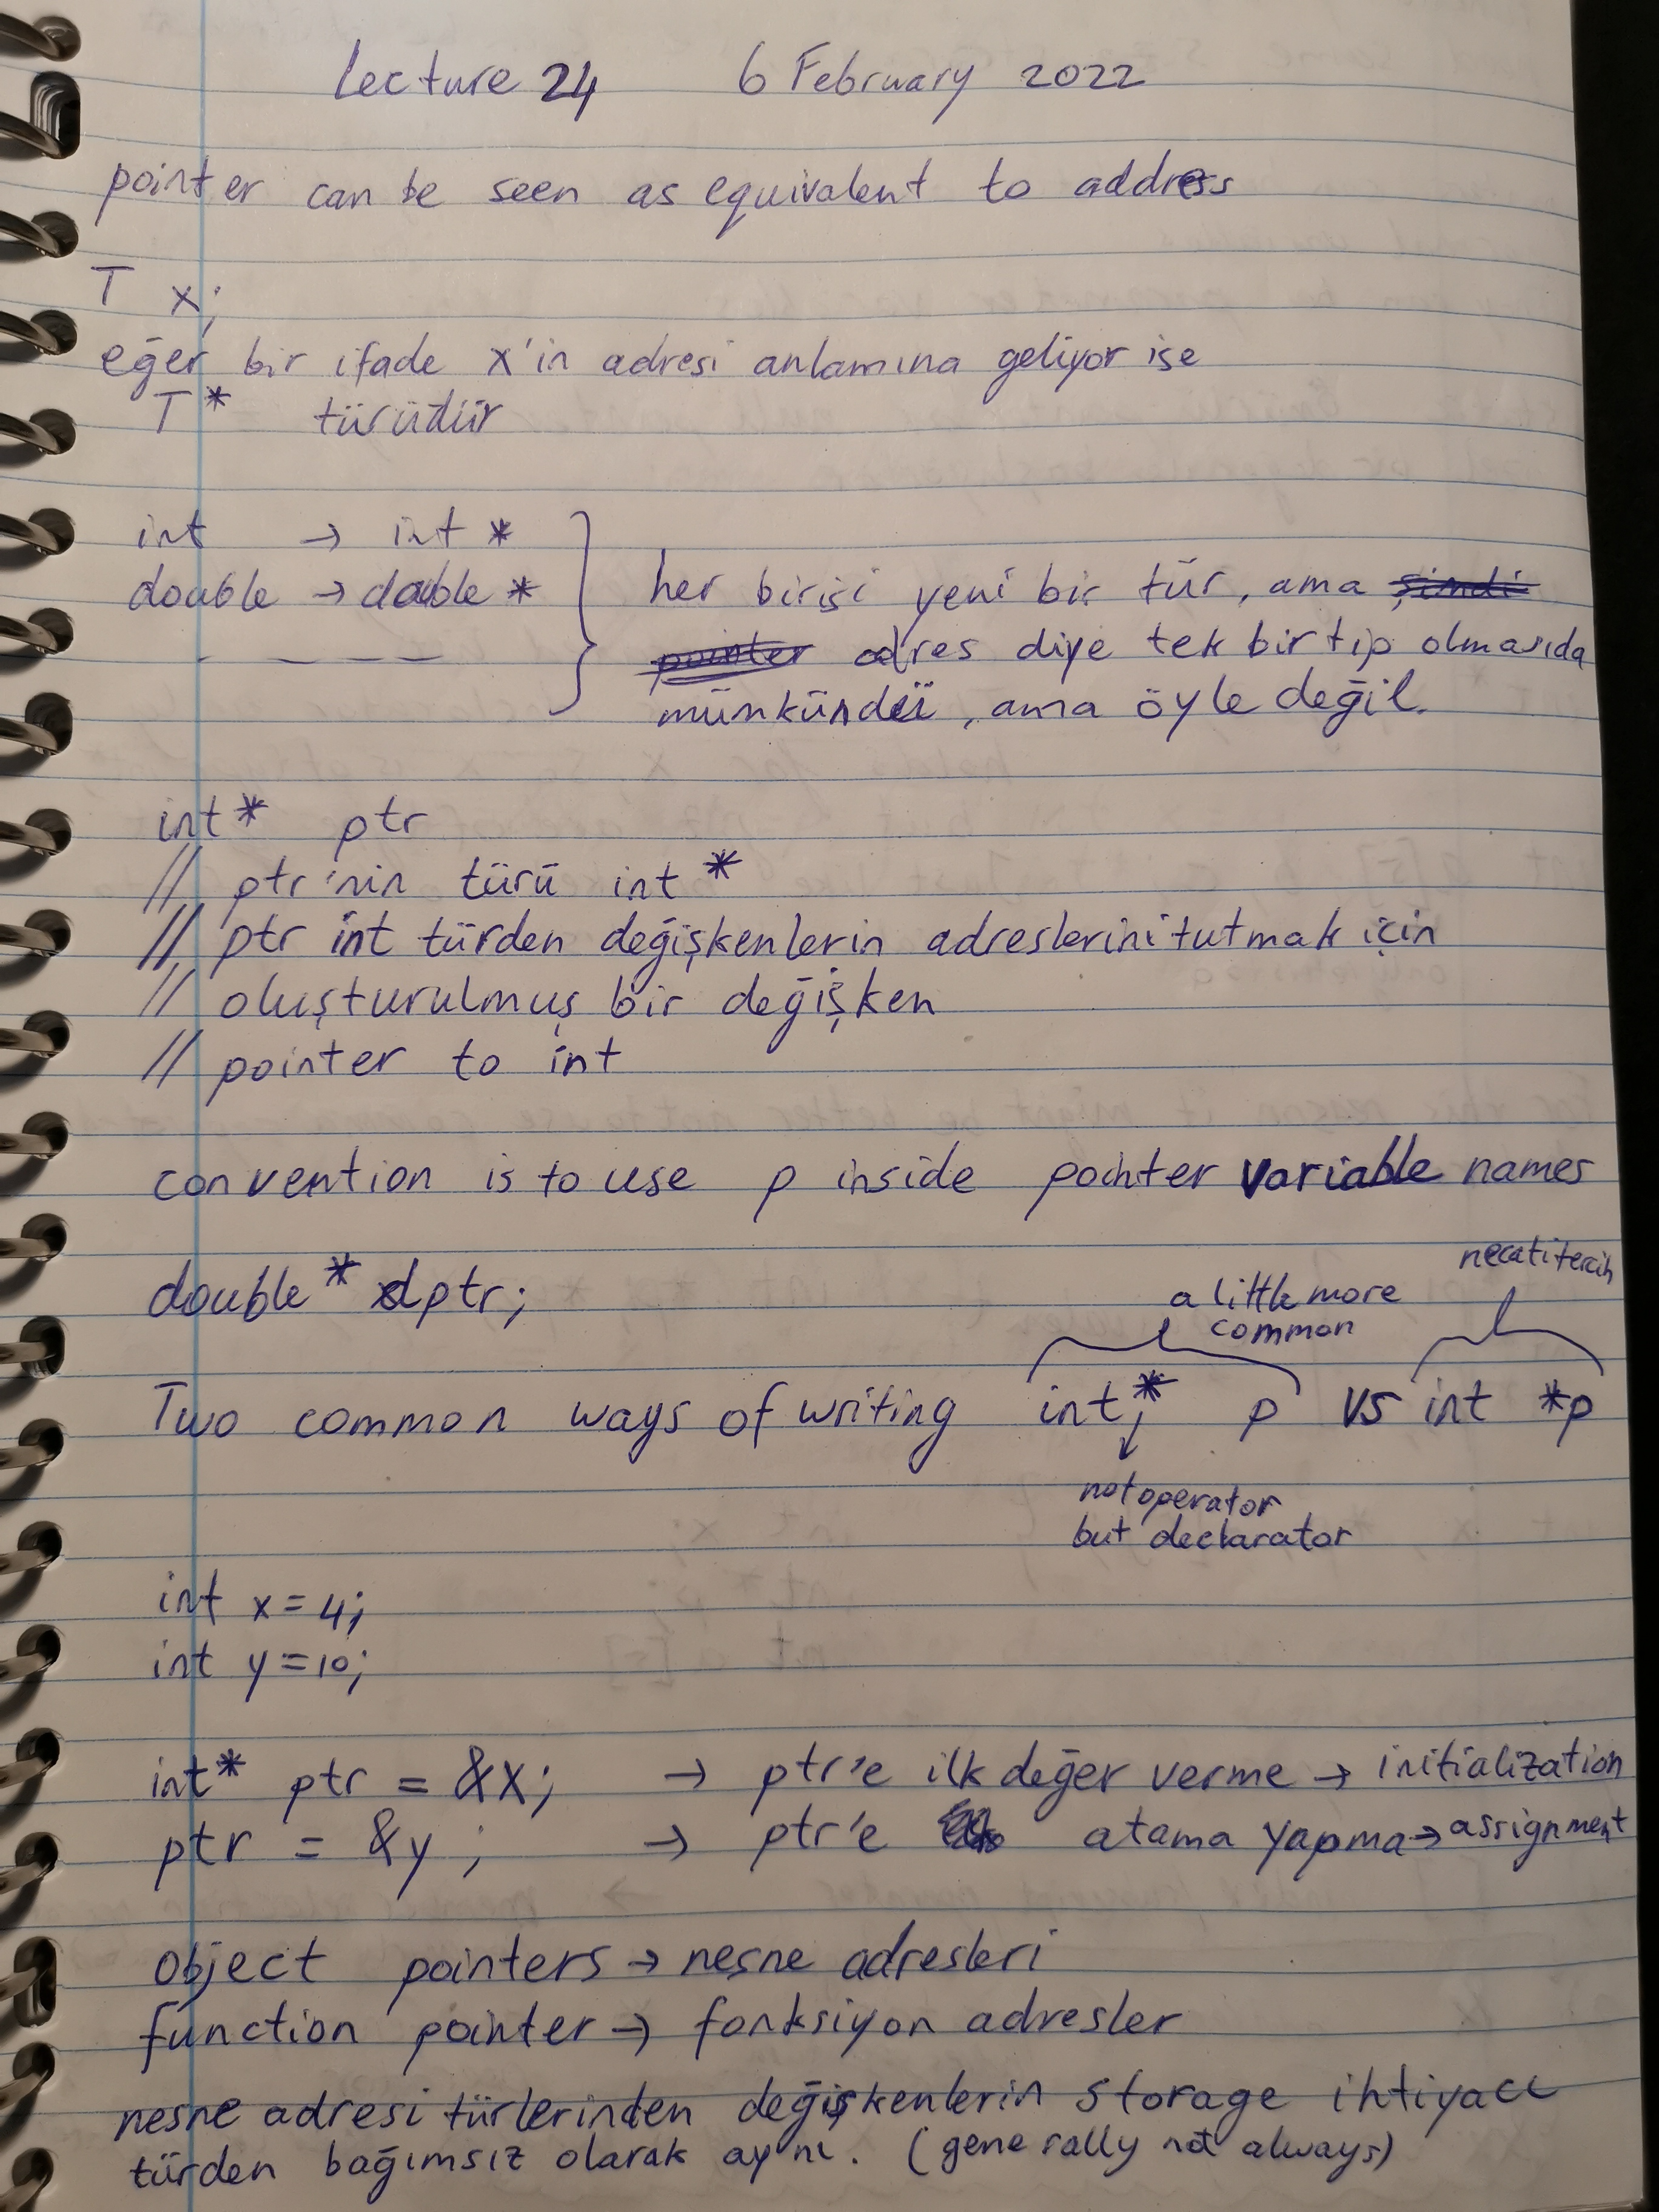 Lecture 24 6 February 2022
pointer can be seen as equivalent to address
T x;
eğer bir ifade x'in adresi anlamına geliyor ise
T* türüdür
int → int *
double → double *
her birisi yeni bir tür, ama şimdi
pointer adres diye tek bir tip olmasıda
mümkündü, ama öyle değil.
int* ptr
// ptr'nin türü int *
// ptr int türden değişkenlerin adreslerini tutmak için
// oluşturulmuş bir değişken
// pointer to int
convention is to use p inside pointer variable names
double* dptr;
necati tercih
a little more
common
Two common ways of writing int* p vs int *p
not operator
but declarator
int x = 4;
int y = 10;
int* ptr = &x; → ptr'e ilk değer verme → initialization
ptr = &y; → ptr'e atama yapma → assignment
object pointers → nesne adresleri
function pointer → fonksiyon adresler
nesne adresi türlerinden değişkenlerin storage ihtiyacı
türden bağımsız olarak aynı. (generally not always)